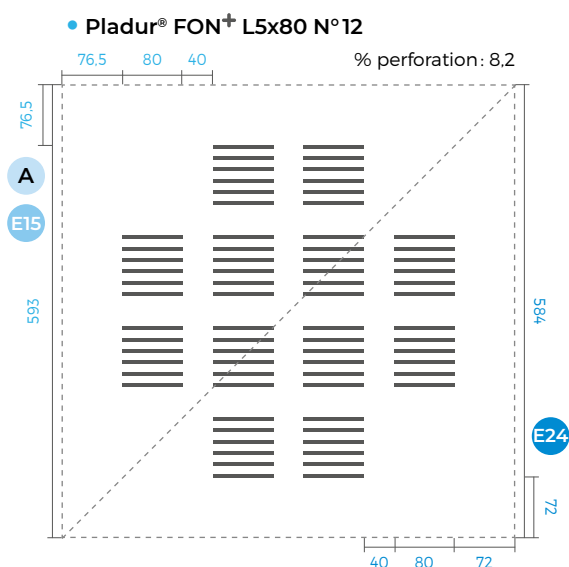 • Pladur® FON+ L5x80 N°12
76,5 80 40
% perforation: 8,2
76,5
A
E15
593
584
E24
72
40 80 72